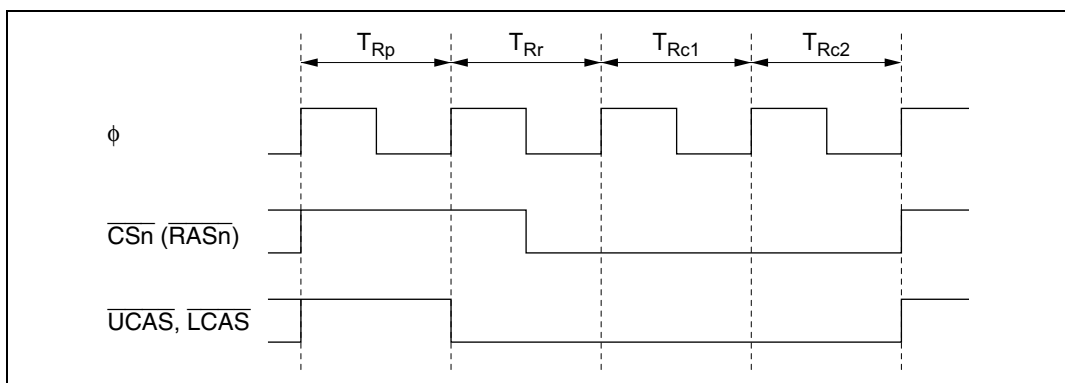 TRp TRr TRc1 TRc2
ϕ
CSn (RASn)
UCAS, LCAS